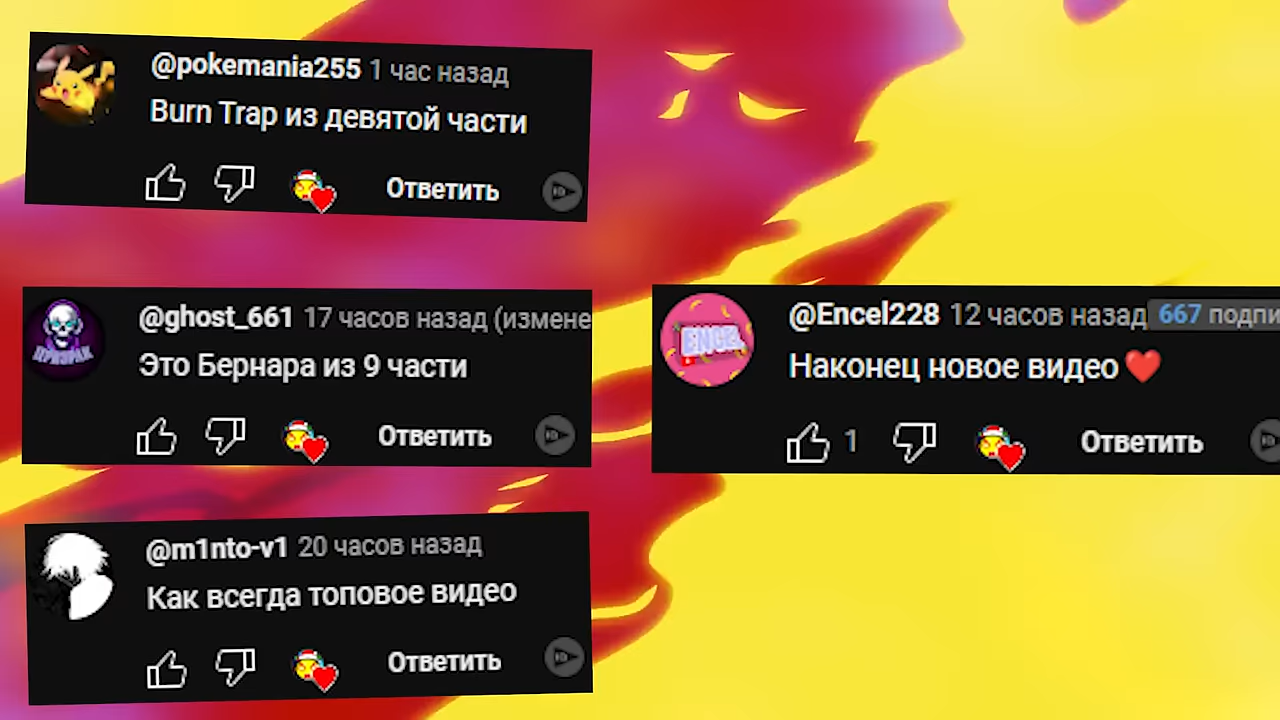 @pokemania255 1 час назад
Burn Trap из девятой части
Ответить
@ghost_661 17 часов назад (измене
Это Бернара из 9 части
Ответить
ПРИЗРАК
@m1nto-v1 20 часов назад
Как всегда топовое видео
Ответить
@Encel228 12 часов назад 667 подпи
Наконец новое видео❤️
ENCEL
1
Ответить